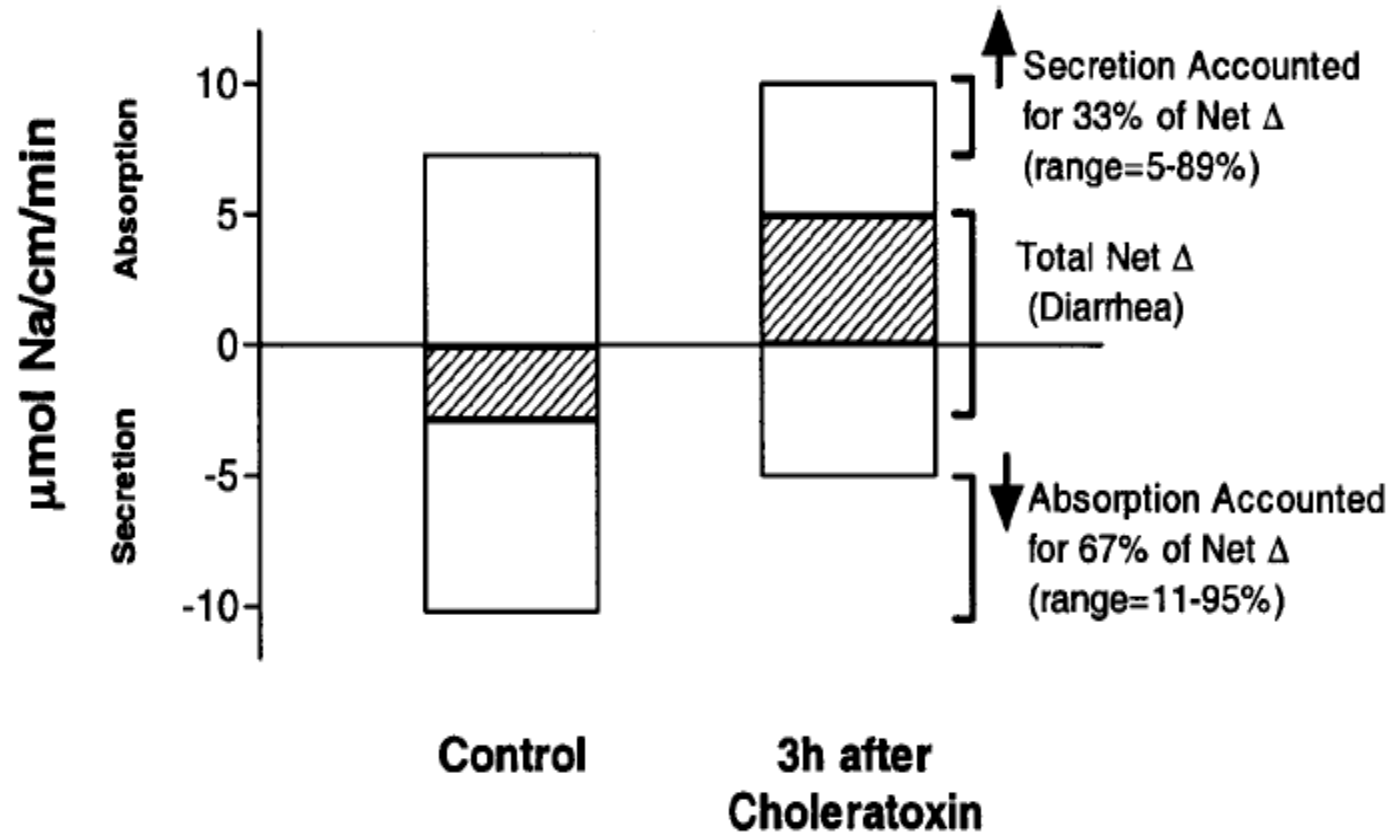 μmol Na/cm/min
Absorption
Secretion
10
5
0
-5
-10
Secretion Accounted
for 33% of Net Δ
(range=5-89%)
Total Net Δ
(Diarrhea)
Absorption Accounted
for 67% of Net Δ
(range=11-95%)
Control
3h after
Choleratoxin